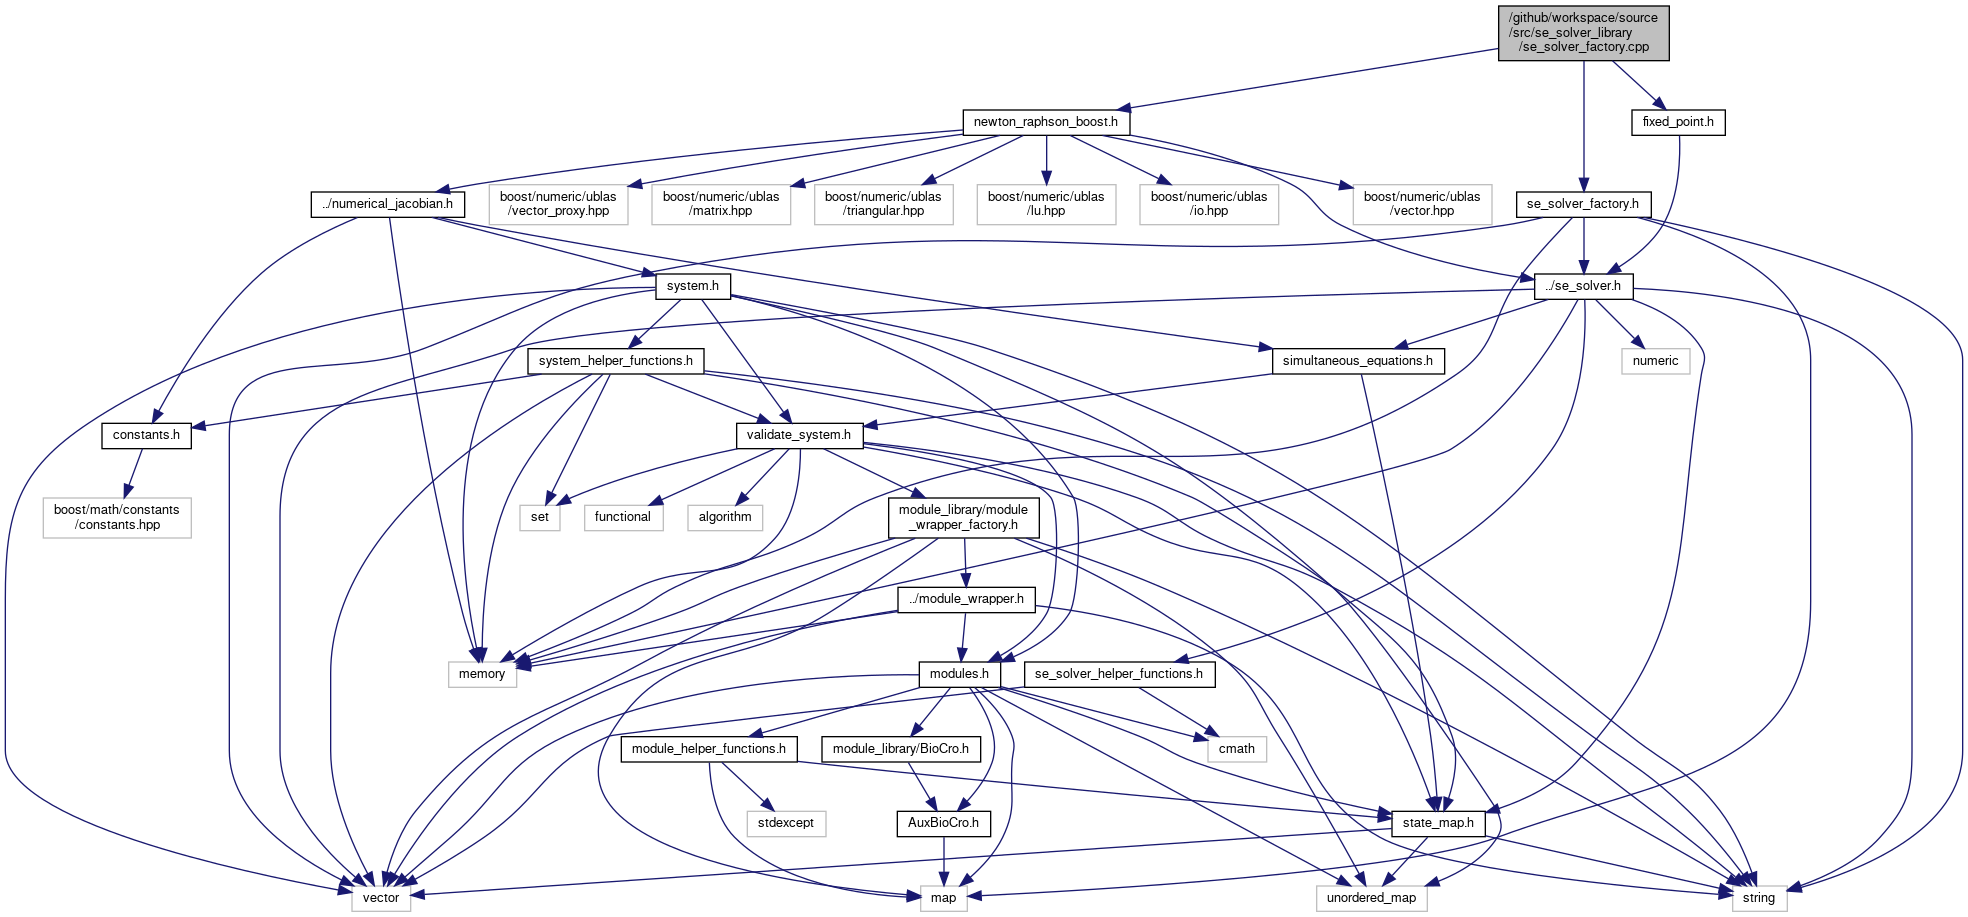 /github/workspace/source
/src/se_solver_library
/se_solver_factory.cpp
newton_raphson_boost.h
fixed_point.h
../numerical_jacobian.h
boost/numeric/ublas
/vector_proxy.hpp
boost/numeric/ublas
/matrix.hpp
boost/numeric/ublas
/triangular.hpp
boost/numeric/ublas
/lu.hpp
boost/numeric/ublas
/io.hpp
boost/numeric/ublas
/vector.hpp
se_solver_factory.h
system.h
../se_solver.h
system_helper_functions.h
simultaneous_equations.h
numeric
constants.h
validate_system.h
boost/math/constants
/constants.hpp
set
functional
algorithm
module_library/module
_wrapper_factory.h
../module_wrapper.h
memory
modules.h
se_solver_helper_functions.h
module_helper_functions.h
module_library/BioCro.h
cmath
stdexcept
AuxBioCro.h
state_map.h
vector
map
unordered_map
string